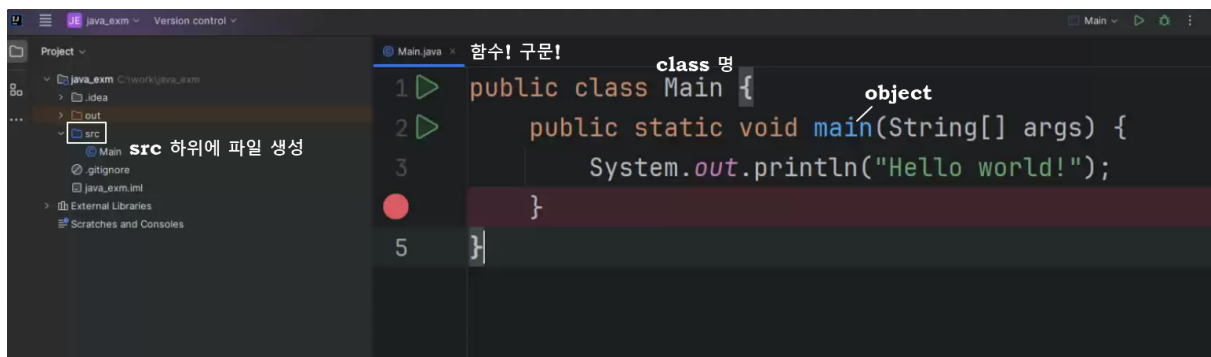 JE java_exm Version control Main
Project
Main.java 함수! 구문!
java_exm C:\work\java_exm
.idea
out
src
Main
src 하위에 파일 생성
.gitignore
java_exm.iml
External Libraries
Scratches and Consoles
class 명
1 public class Main {
object
2 public static void main(String[] args) {
3 System.out.println("Hello world!");
}
5 }